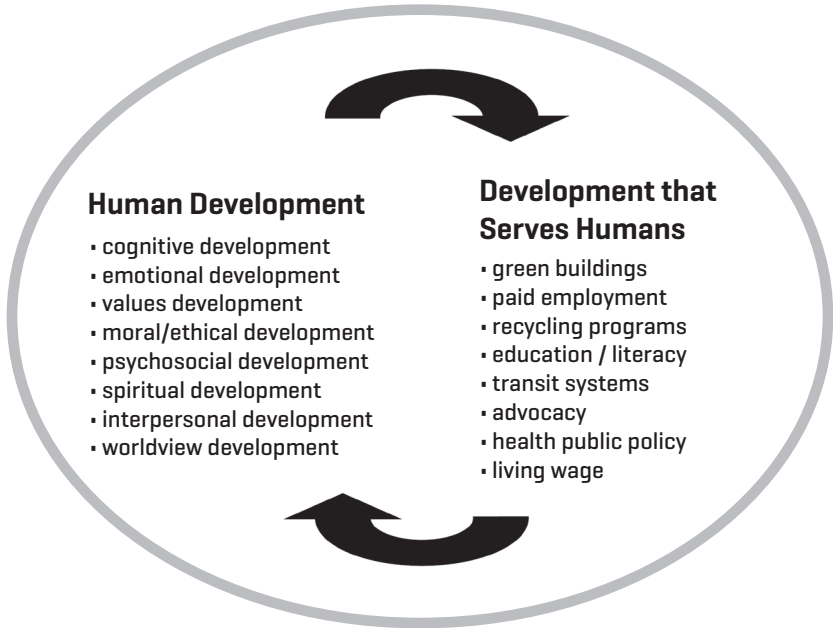 Human Development
· cognitive development
· emotional development
· values development
· moral/ethical development
· psychosocial development
· spiritual development
· interpersonal development
· worldview development
Development that
Serves Humans
· green buildings
· paid employment
· recycling programs
· education / literacy
· transit systems
· advocacy
· health public policy
· living wage